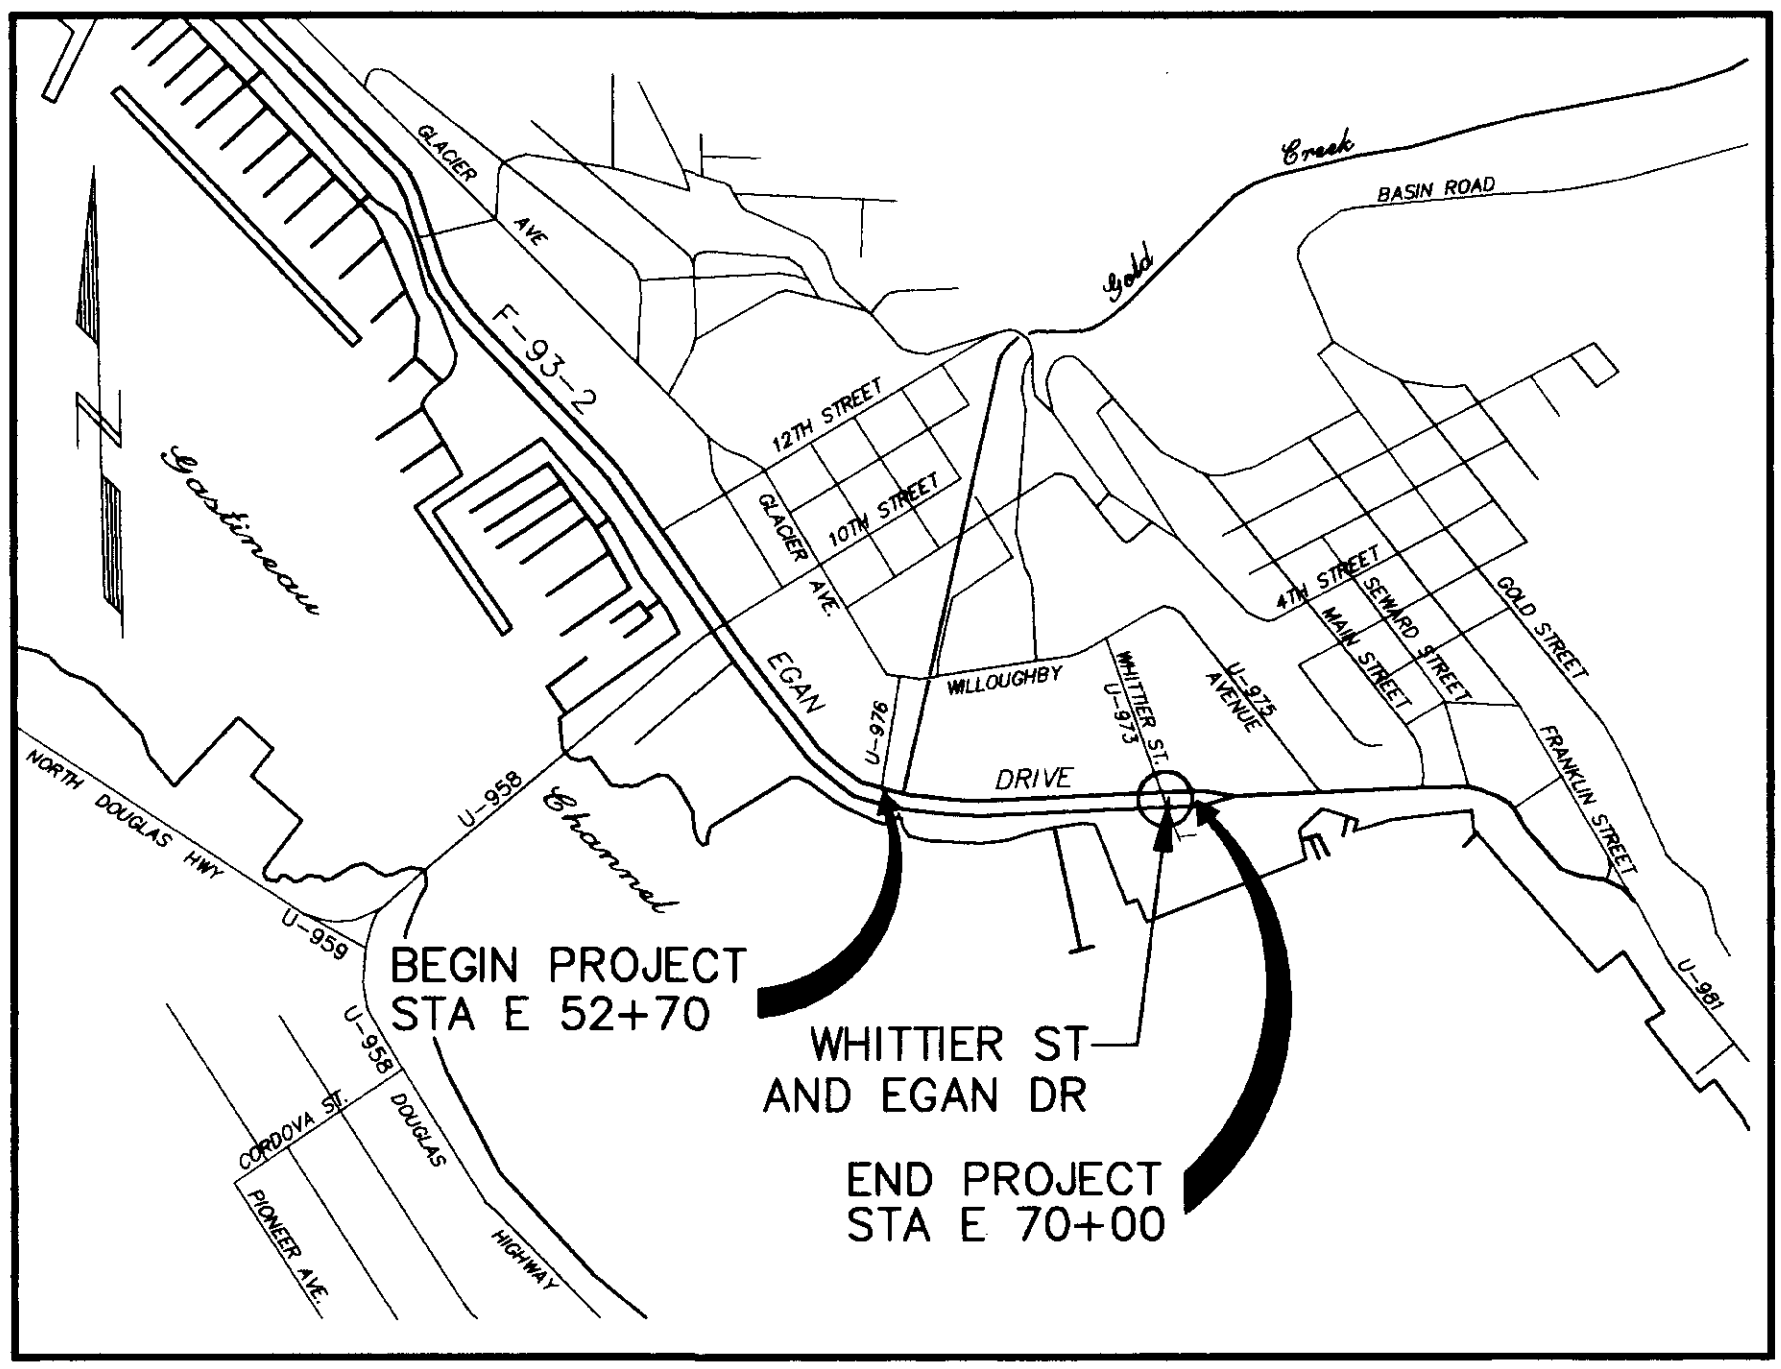 GLACIER
AVE
Creek
BASIN ROAD
Gold
F-93-2
12TH STREET
10TH STREET
GLACIER
AVE.
Gastineau
4TH STREET
SEWARD STREET
MAIN STREET
GOLD STREET
EGAN
WILLOUGHBY
WHITTIER ST.
U-973
U-975
AVENUE
U-976
DRIVE
FRANKLIN STREET
NORTH DOUGLAS HWY
U-958
Channel
U-959
U-981
BEGIN PROJECT
STA E 52+70
WHITTIER ST
AND EGAN DR
U-958
CORDOVA ST.
DOUGLAS
HIGHWAY
PIONEER AVE.
END PROJECT
STA E 70+00
N